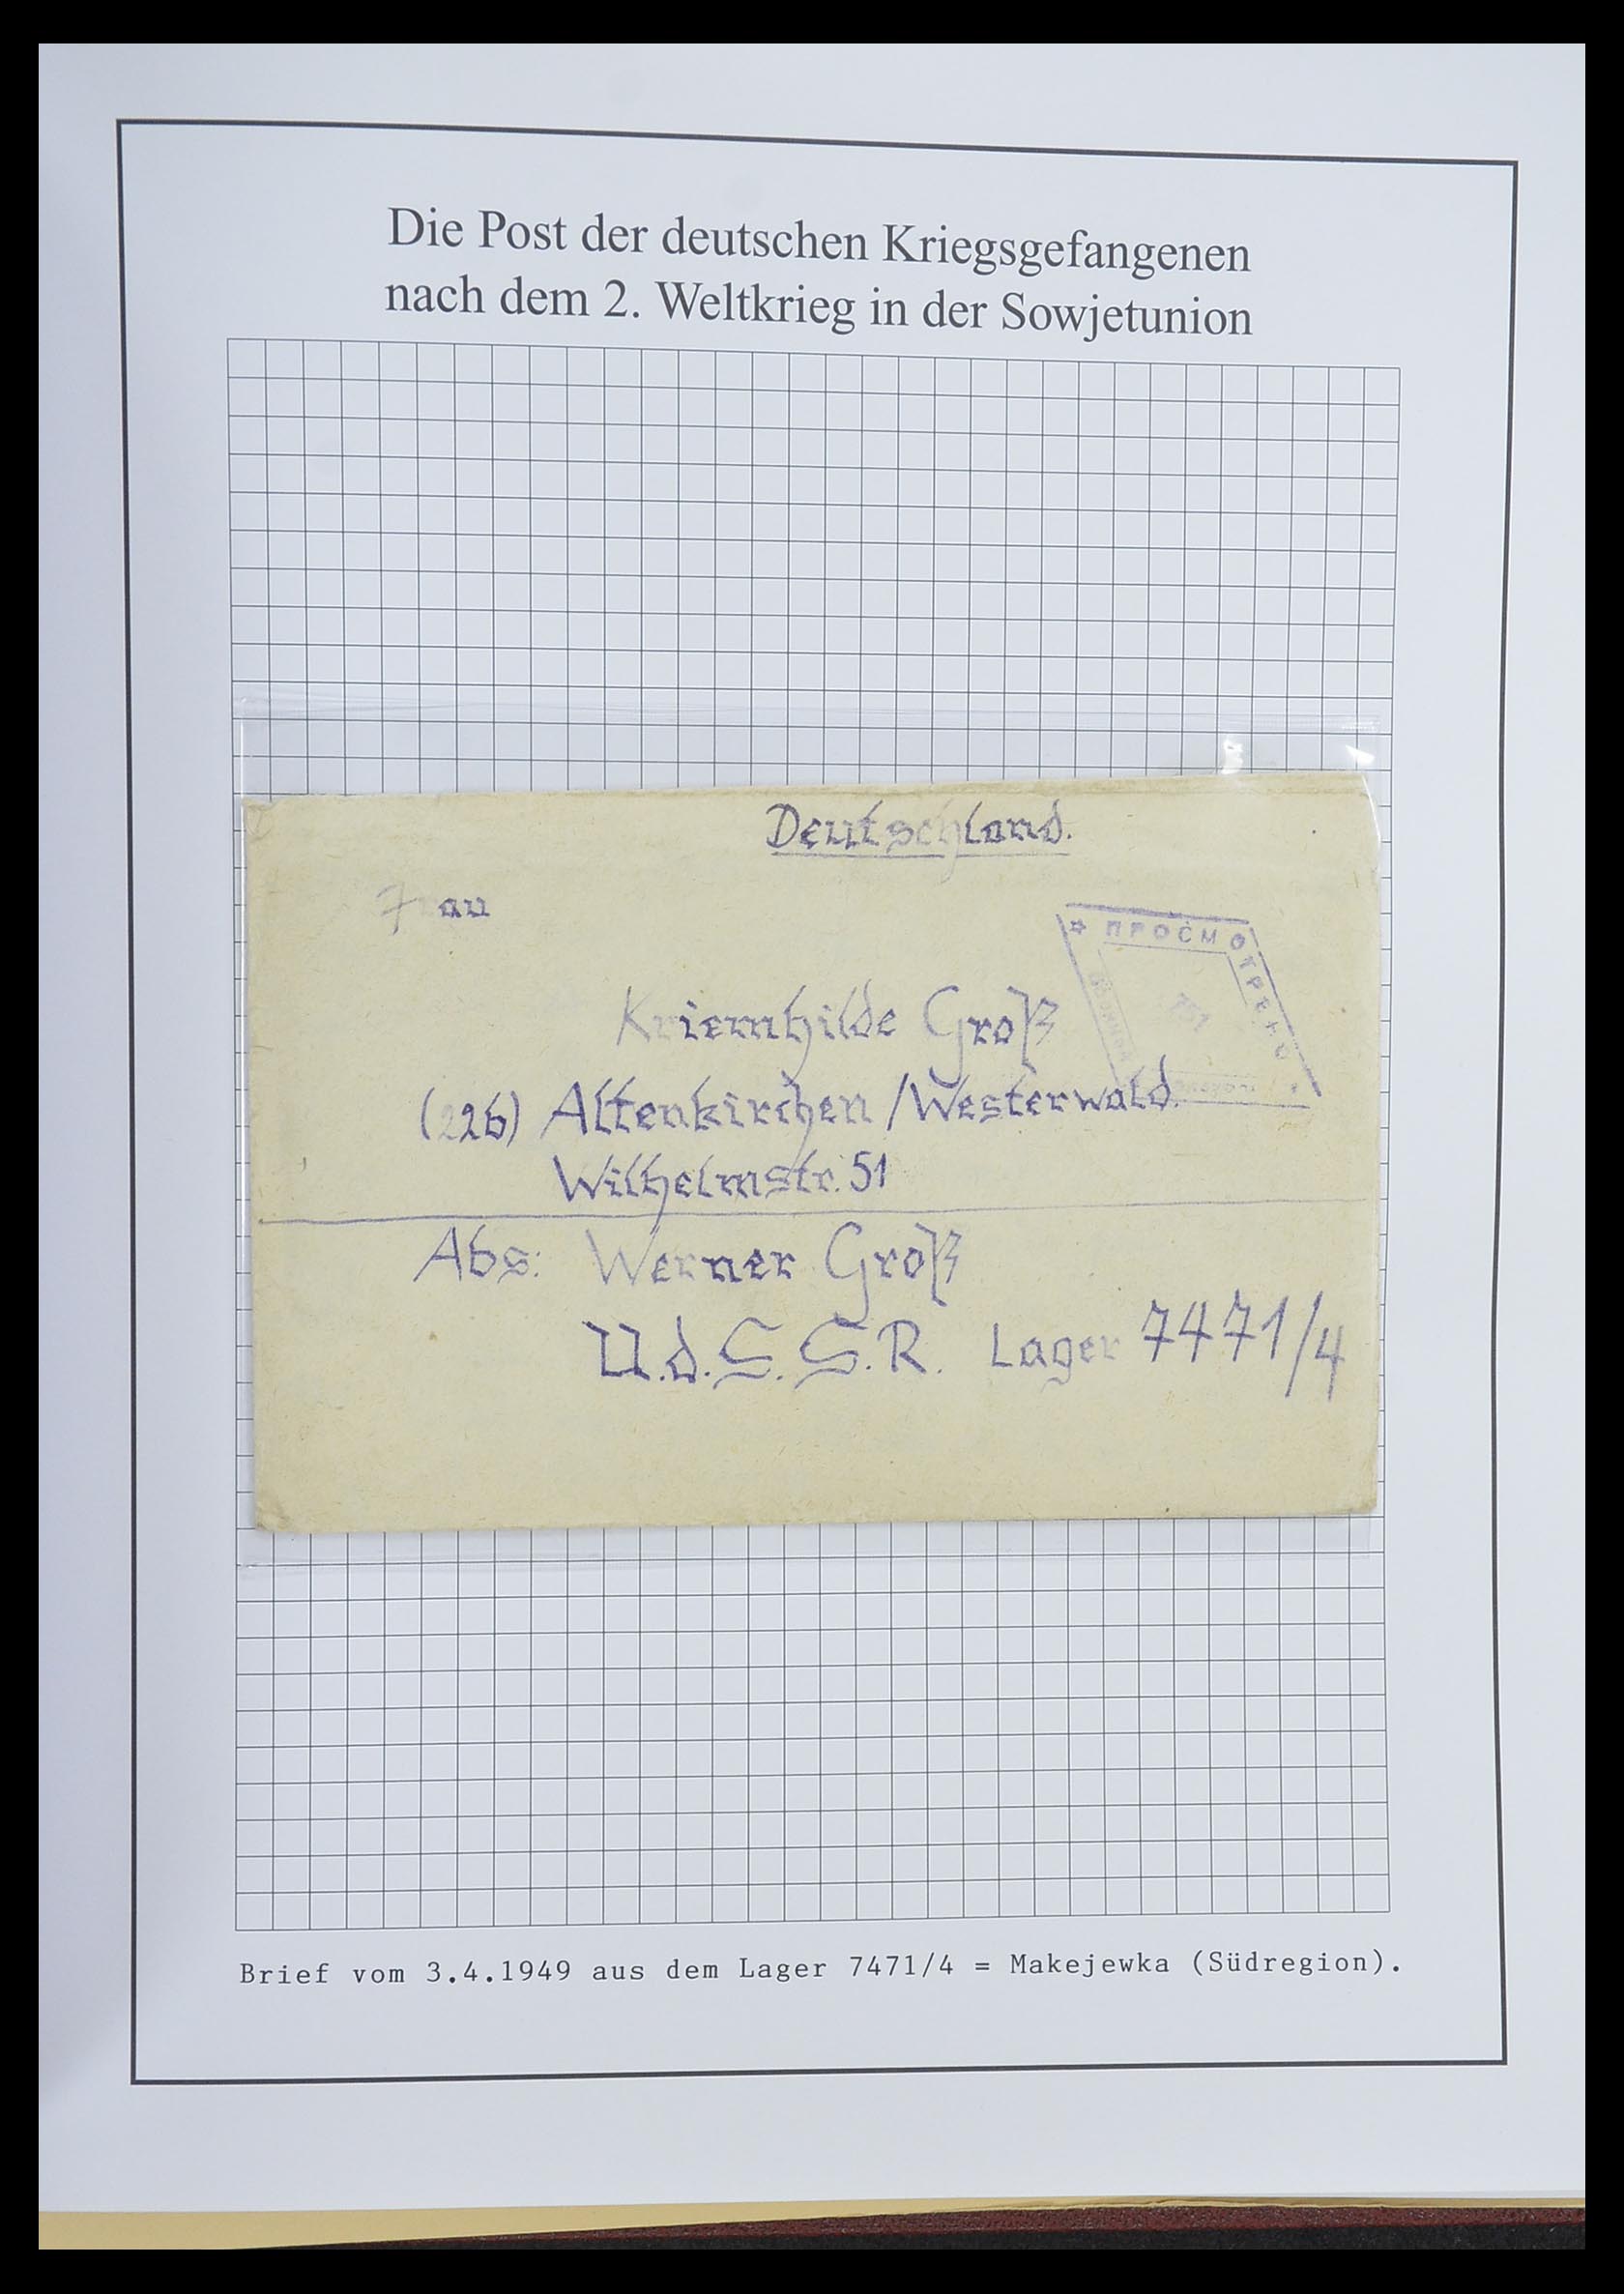 Die Post der deutschen Kriegsgefangenen
nach dem 2. Weltkrieg in der Sowjetunion
Deutschland.
Frau
ПРОСМОТРЕНО
Kriemhilde Groß
(22b) Altenkirchen/Westerwald.
Wilhelmstr. 51
Abs: Werner Groß
U.d.S.S.R. Lager 7471/4
Brief vom 3.4.1949 aus dem Lager 7471/4 = Makejewka (Südregion).